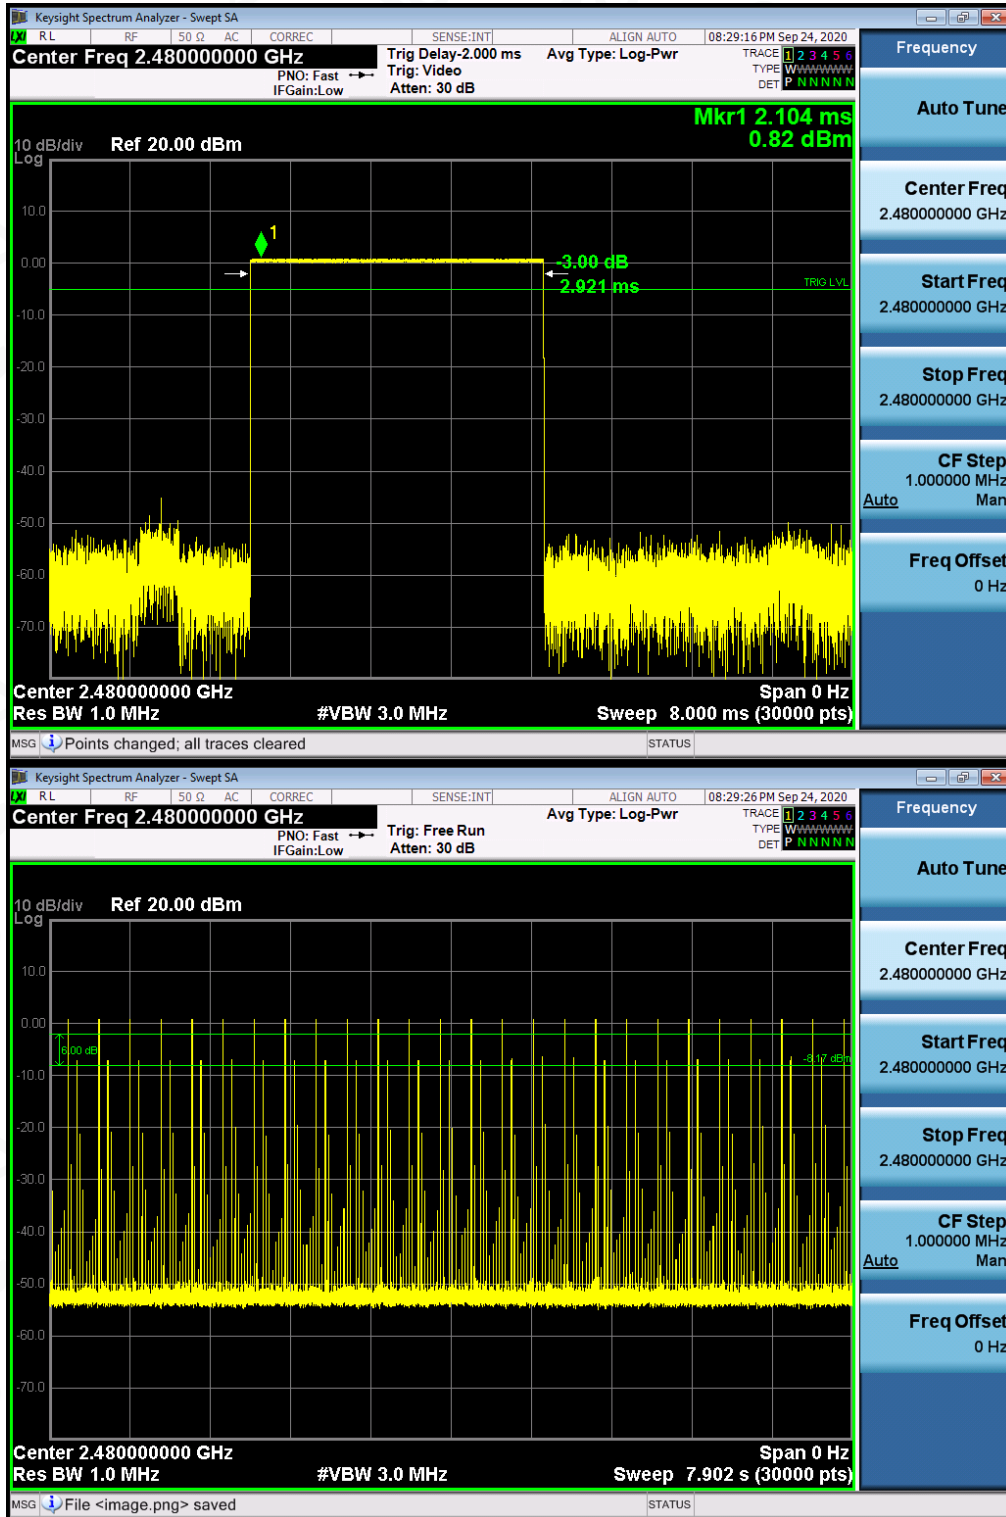 Keysight Spectrum Analyzer - Swept SA
LXI RL RF 50 Ω AC CORREC SENSE:INT ALIGN AUTO 08:29:16 PM Sep 24, 2020
Center Freq 2.480000000 GHz
PNO: Fast
IFGain:Low
Trig Delay-2.000 ms
Trig: Video
Atten: 30 dB
Avg Type: Log-Pwr
TRACE 1 2 3 4 5 6
TYPE WWWWWW
DET P N N N N N
Mkr1 2.104 ms
0.82 dBm
10 dB/div Ref 20.00 dBm
Log
10.0
1
0.00
-3.00 dB
2.921 ms
TRIG LVL
-10.0
-20.0
-30.0
-40.0
-50.0
-60.0
-70.0
Center 2.480000000 GHz Span 0 Hz
Res BW 1.0 MHz #VBW 3.0 MHz Sweep 8.000 ms (30000 pts)
MSG Points changed; all traces cleared STATUS
Frequency
Auto Tune
Center Freq
2.480000000 GHz
Start Freq
2.480000000 GHz
Stop Freq
2.480000000 GHz
CF Step
1.000000 MHz
Auto Man
Freq Offset
0 Hz
Keysight Spectrum Analyzer - Swept SA
LXI RL RF 50 Ω AC CORREC SENSE:INT ALIGN AUTO 08:29:26 PM Sep 24, 2020
Center Freq 2.480000000 GHz
PNO: Fast
IFGain:Low
Trig: Free Run
Atten: 30 dB
Avg Type: Log-Pwr
TRACE 1 2 3 4 5 6
TYPE WWWWWW
DET P N N N N N
10 dB/div Ref 20.00 dBm
Log
10.0
0.00
6.00 dB
-8.17 dBm
-10.0
-20.0
-30.0
-40.0
-50.0
-60.0
-70.0
Center 2.480000000 GHz Span 0 Hz
Res BW 1.0 MHz #VBW 3.0 MHz Sweep 7.902 s (30000 pts)
MSG File <image.png> saved STATUS
Frequency
Auto Tune
Center Freq
2.480000000 GHz
Start Freq
2.480000000 GHz
Stop Freq
2.480000000 GHz
CF Step
1.000000 MHz
Auto Man
Freq Offset
0 Hz